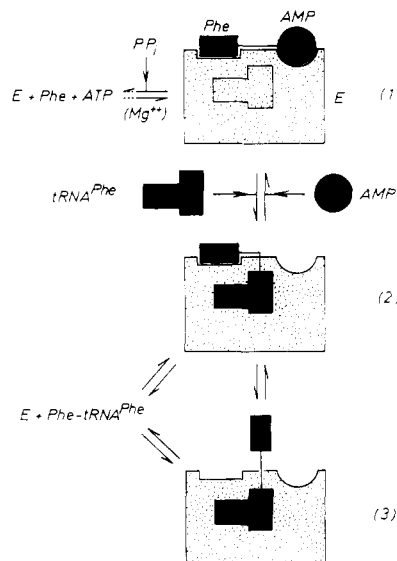 Phe
AMP
PPi
E + Phe + ATP
(Mg++)
E
(1
tRNAPhe
AMP
(2)
E + Phe-tRNAPhe
(3)